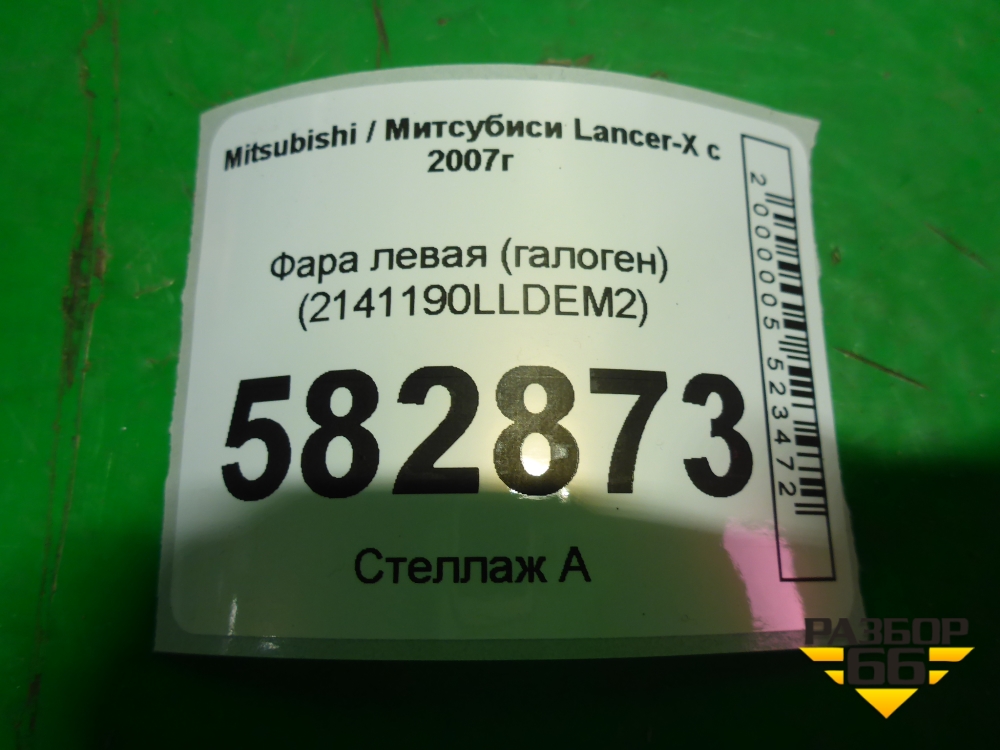 Mitsubishi / Митсубиси Lancer-X с
2007г
Фара левая (галоген)
(2141190LLDEM2)
582873
Стеллаж А
2000005523472
РАЗБОР
66